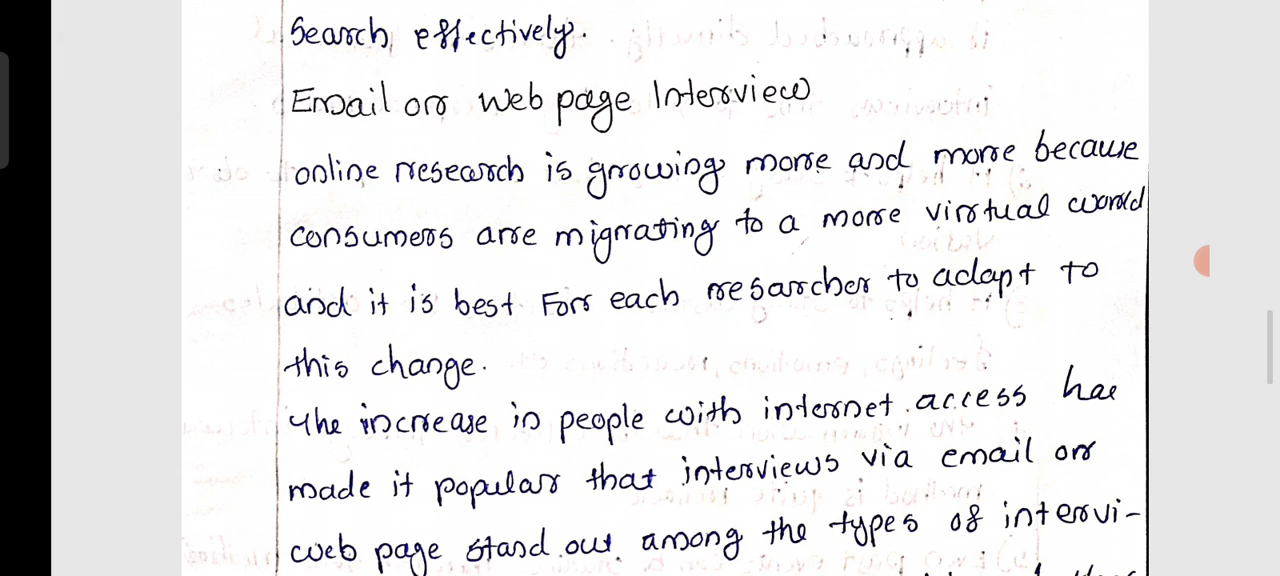 Search effectively.
Email or Web page Interview
online research is growing more and more because
consumers are migrating to a more virtual world
and it is best For each resarcher to adapt to
this change.
The increase in people with internet access has
made it popular that interviews via email or
web page stand out among the types of intervi-